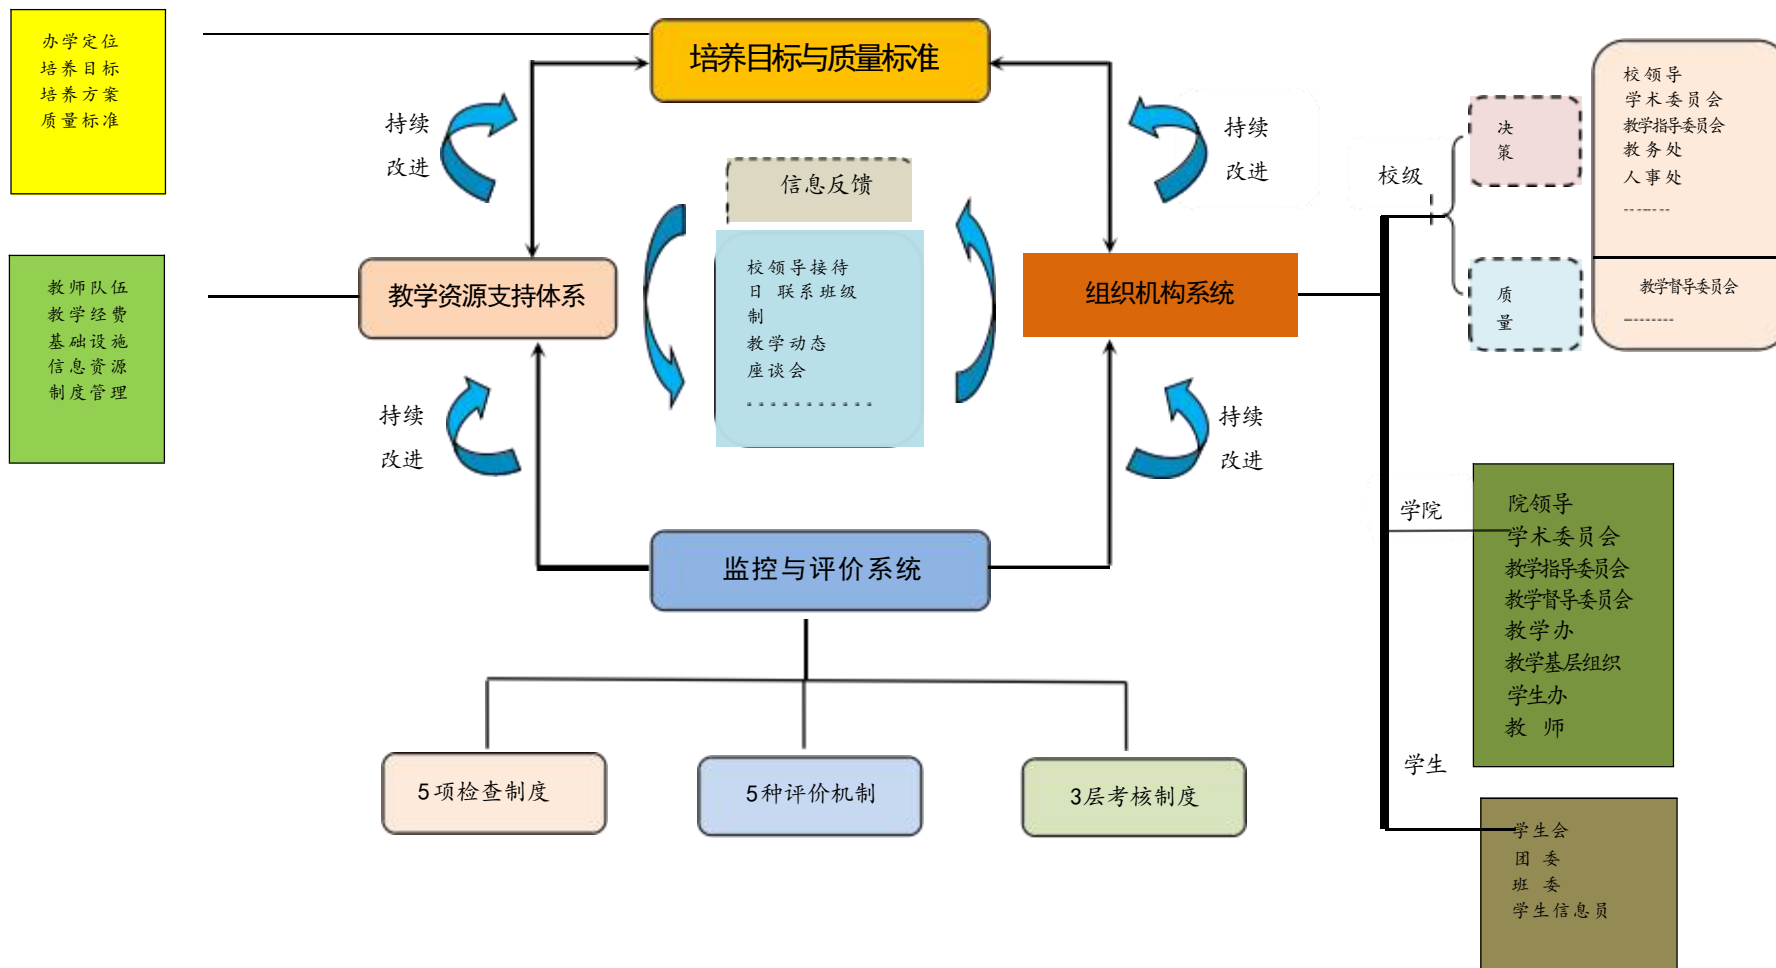 办学定位
培养目标
培养方案
质量标准
教师队伍
教学经费
基础设施
信息资源
制度管理
培养目标与质量标准
持续
改进
持续
改进
信息反馈
校领导接待
日 联系班级
制
教学动态
座谈会
教学资源支持体系
组织机构系统
持续
改进
持续
改进
监控与评价系统
5项检查制度
5种评价机制
3层考核制度
校级
决
策
质
量
校领导
学术委员会
教学指导委员会
教务处
人事处
教学督导委员会
学院
院领导
学术委员会
教学指导委员会
教学督导委员会
教学办
教学基层组织
学生办
教 师
学生
学生会
团 委
班 委
学生信息员